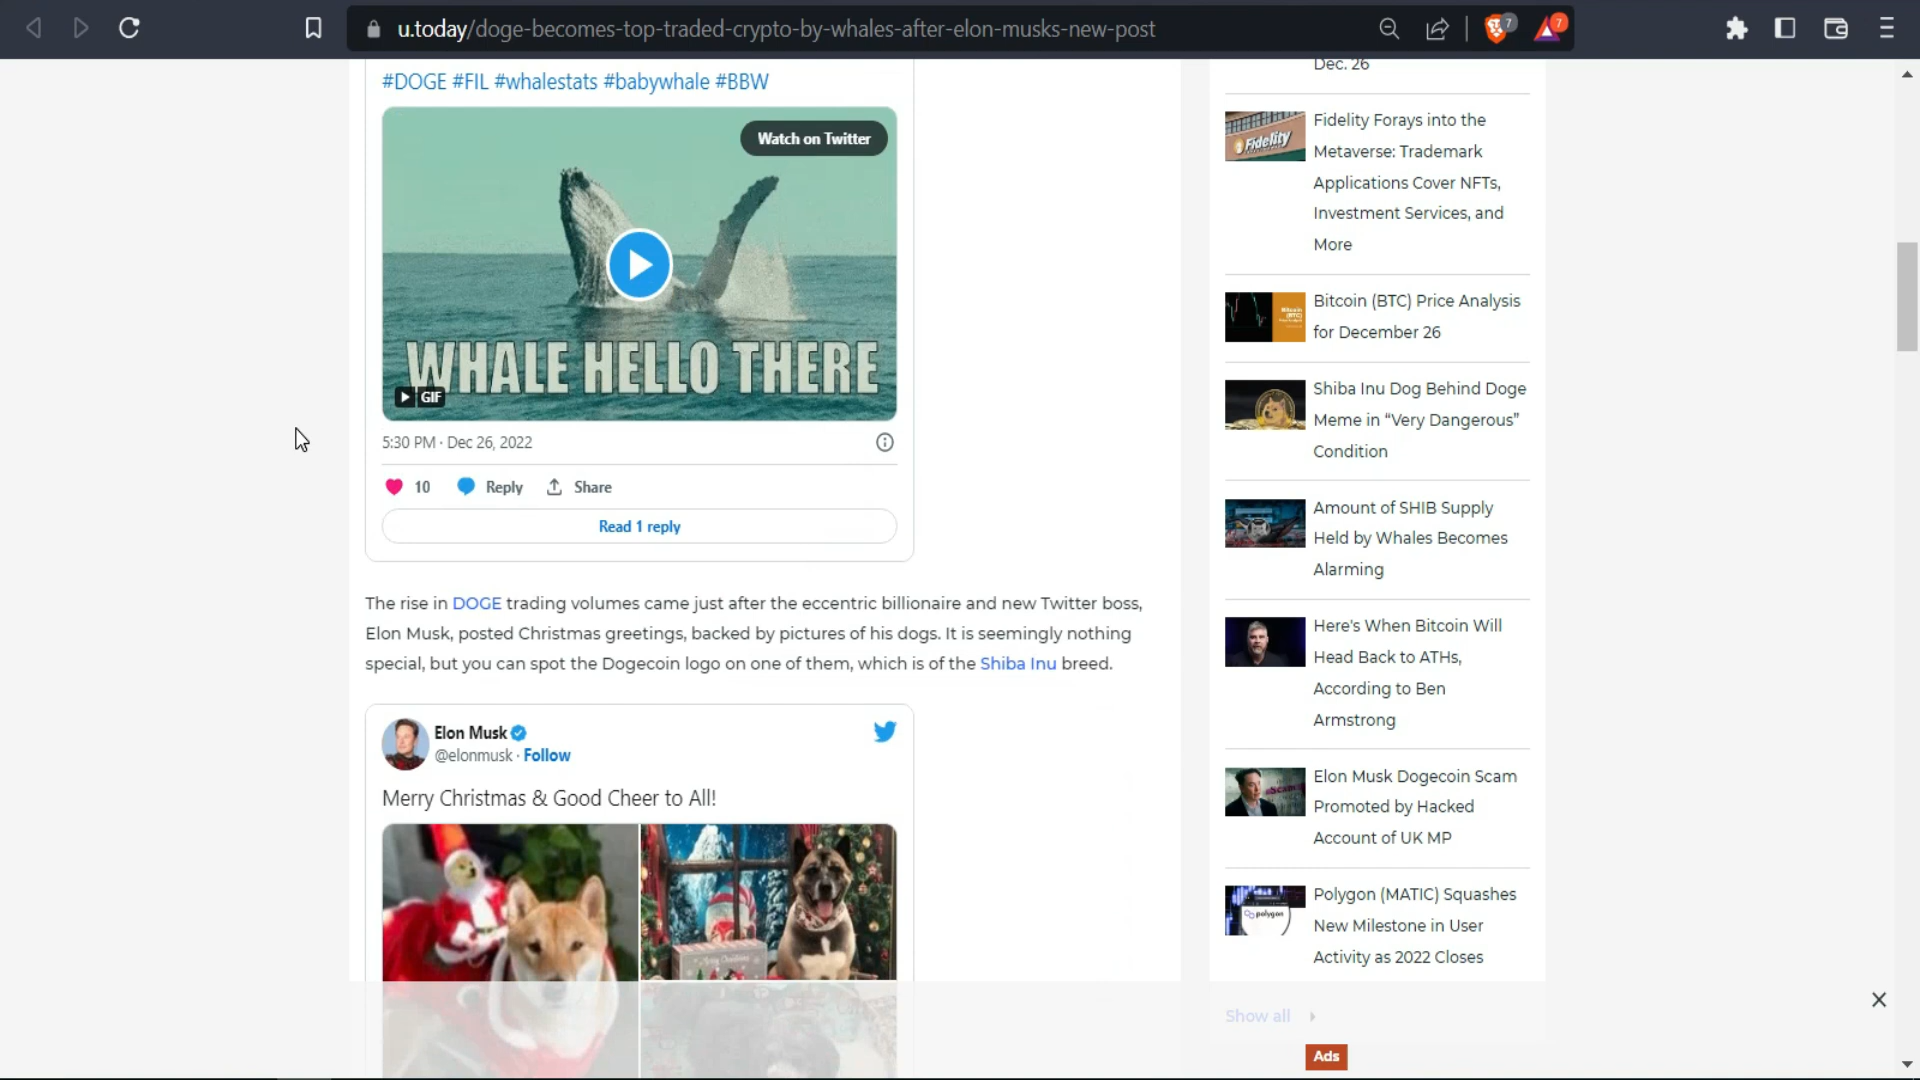 u.today/doge-becomes-top-traded-crypto-by-whales-after-elon-musks-new-post
7
7
#DOGE #FIL #whalestats #babywhale #BBW
Watch on Twitter
WHALE HELLO THERE
GIF
5:30 PM · Dec 26, 2022
10 Reply Share
Read 1 reply
The rise in DOGE trading volumes came just after the eccentric billionaire and new Twitter boss,
Elon Musk, posted Christmas greetings, backed by pictures of his dogs. It is seemingly nothing
special, but you can spot the Dogecoin logo on one of them, which is of the Shiba Inu breed.
Elon Musk
@elonmusk · Follow
Merry Christmas & Good Cheer to All!
Dec. 26
Fidelity
Fidelity Forays into the
Metaverse: Trademark
Applications Cover NFTs,
Investment Services, and
More
Bitcoin (BTC) Price Analysis
for December 26
Shiba Inu Dog Behind Doge
Meme in “Very Dangerous”
Condition
Amount of SHIB Supply
Held by Whales Becomes
Alarming
Here's When Bitcoin Will
Head Back to ATHs,
According to Ben
Armstrong
Elon Musk Dogecoin Scam
Promoted by Hacked
Account of UK MP
polygon
Polygon (MATIC) Squashes
New Milestone in User
Activity as 2022 Closes
Show all
Ads